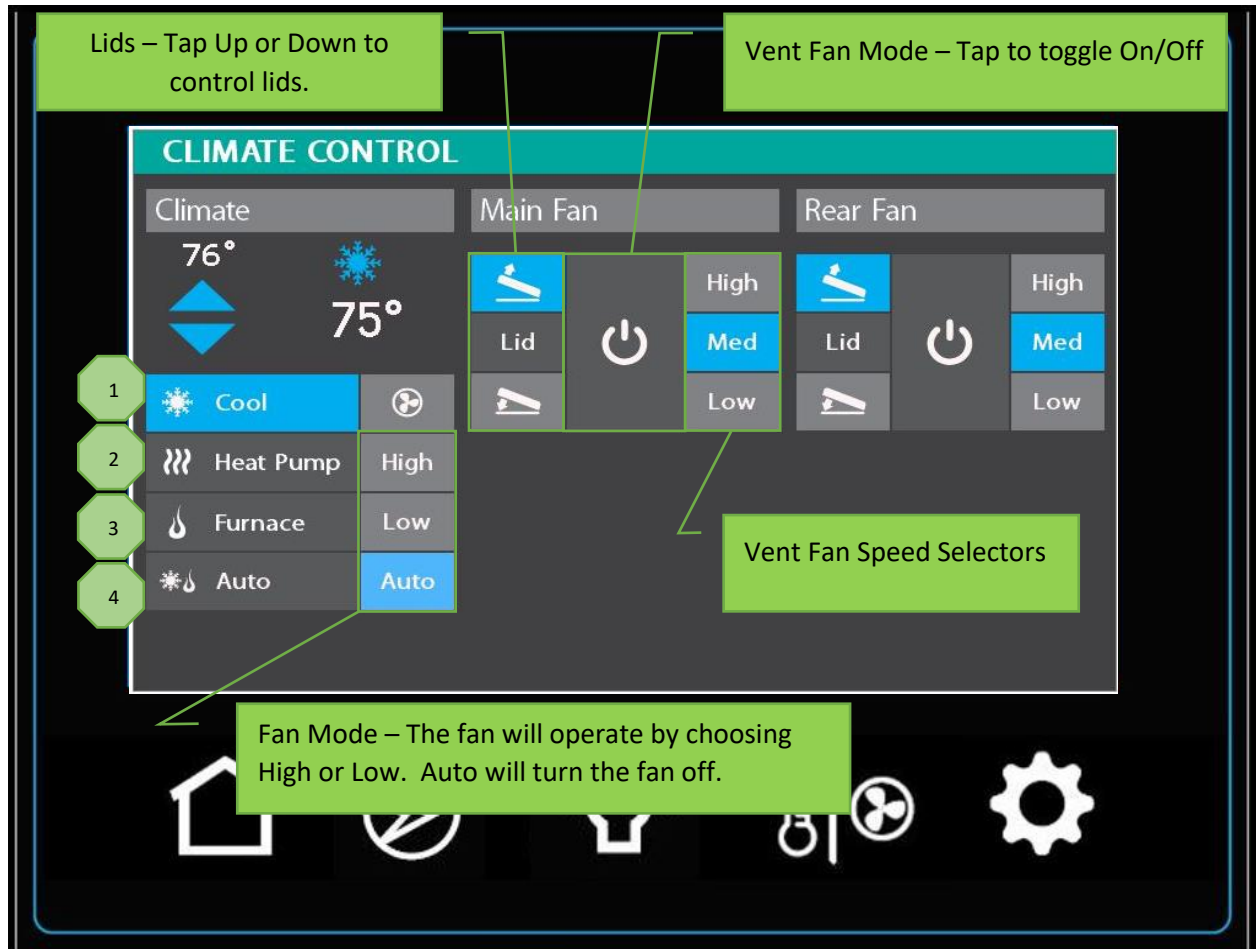 Lids – Tap Up or Down to
control lids.
Vent Fan Mode – Tap to toggle On/Off
CLIMATE CONTROL
Climate
Main Fan
Rear Fan
76°
75°
High
Lid
Med
Low
High
Lid
Med
Low
1
Cool
2
Heat Pump
High
3
Furnace
Low
4
Auto
Auto
Vent Fan Speed Selectors
Fan Mode – The fan will operate by choosing
High or Low.  Auto will turn the fan off.